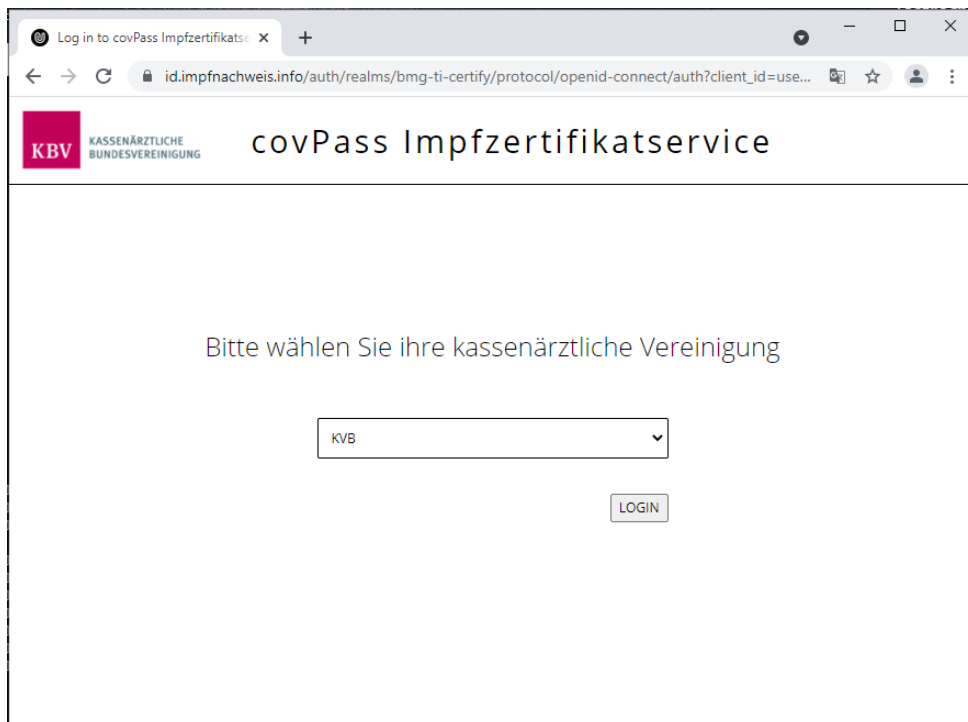 Log in to covPass Impfzertifikatse
id.impfnachweis.info/auth/realms/bmg-ti-certify/protocol/openid-connect/auth?client_id=use...
KBV
KASSENÄRZTLICHE
BUNDESVEREINIGUNG
covPass Impfzertifikatservice
Bitte wählen Sie ihre kassenärztliche Vereinigung
KVB
LOGIN